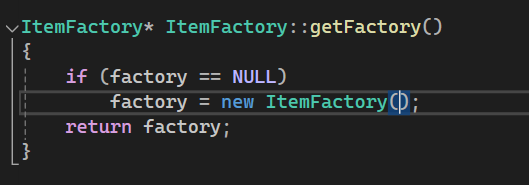 ItemFactory* ItemFactory::getFactory()
{
    if (factory == NULL)
        factory = new ItemFactory();
    return factory;
}